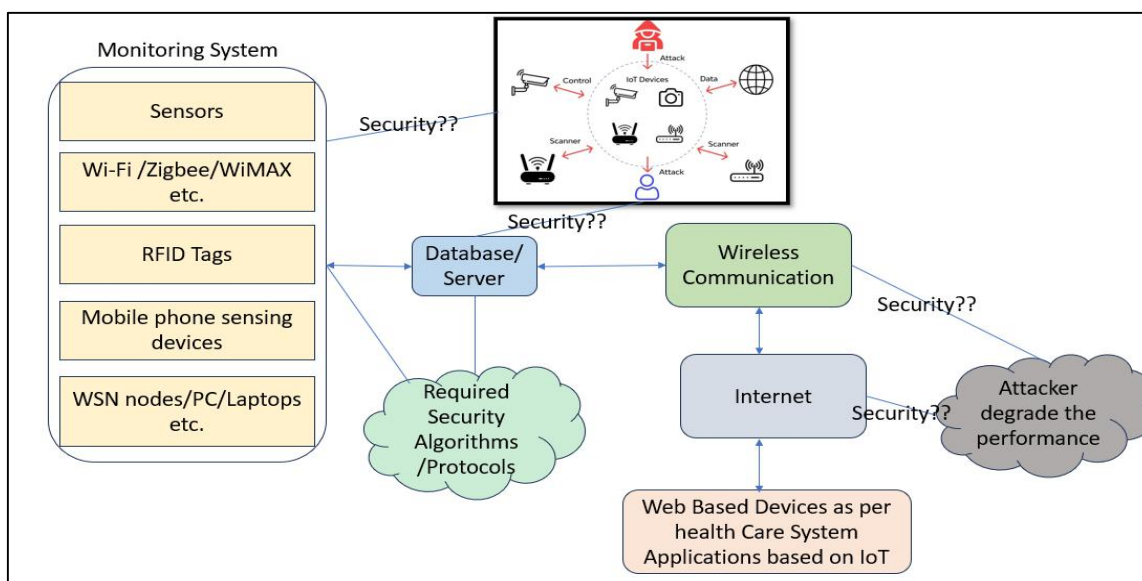 Monitoring System
Sensors
Wi-Fi /Zigbee/WiMAX
etc.
RFID Tags
Mobile phone sensing
devices
WSN nodes/PC/Laptops
etc.
Security??
Attack
Control
IoT Devices
Data
Scanner
Scanner
Attack
Security??
Database/
Server
Wireless
Communication
Security??
Required
Security
Algorithms
/Protocols
Internet
Security??
Attacker
degrade the
performance
Web Based Devices as per
health Care System
Applications based on IoT